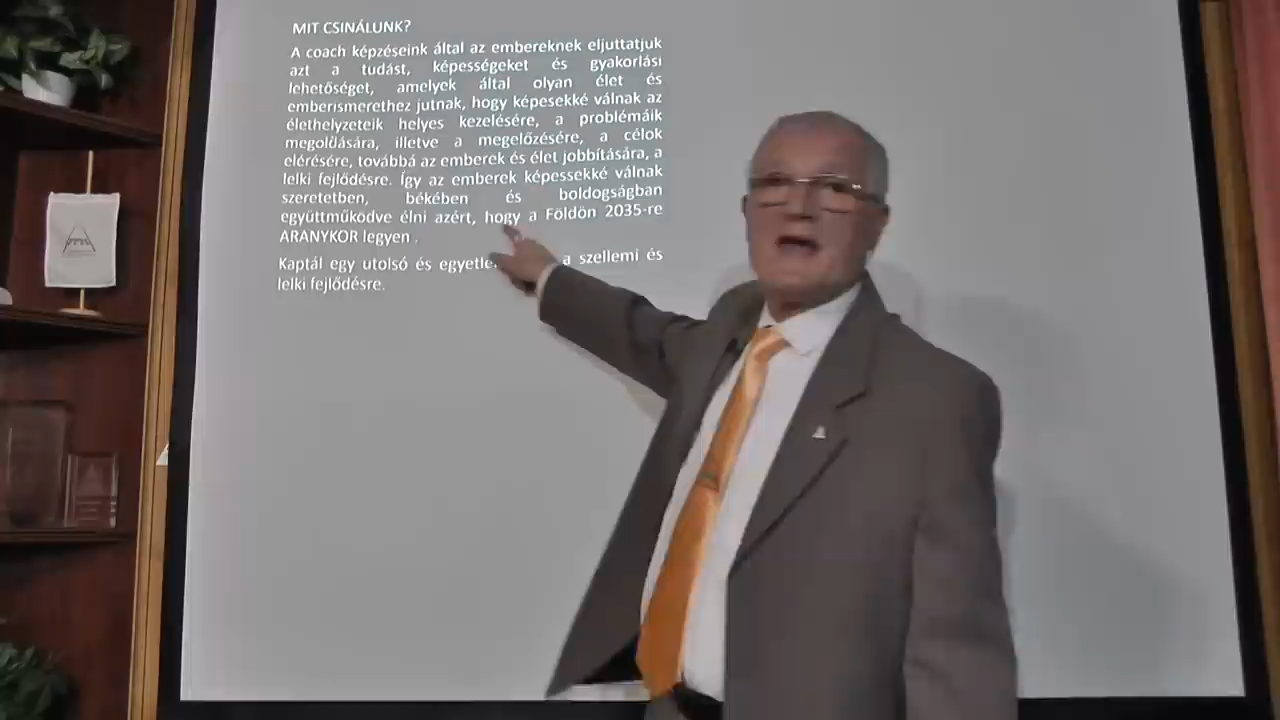 MIT CSINÁLUNK?
A coach képzéseink által az embereknek eljuttatjuk
azt a tudást, képességeket és gyakorlási
lehetőséget, amelyek által olyan élet és
emberismerethez jutnak, hogy képesekké válnak az
élethelyzeteik helyes kezelésére, a problémáik
megoldására, illetve a megelőzésére, a célok
elérésére, továbbá az emberek és élet jobbítására, a
lelki fejlődésre. Így az emberek képessekké válnak
szeretetben, békében és boldogságban
együttműködve élni azért, hogy a Földön 2035-re
ARANYKOR legyen .
Kaptál egy utolsó és a szellemi és
lelki fejlődésre.